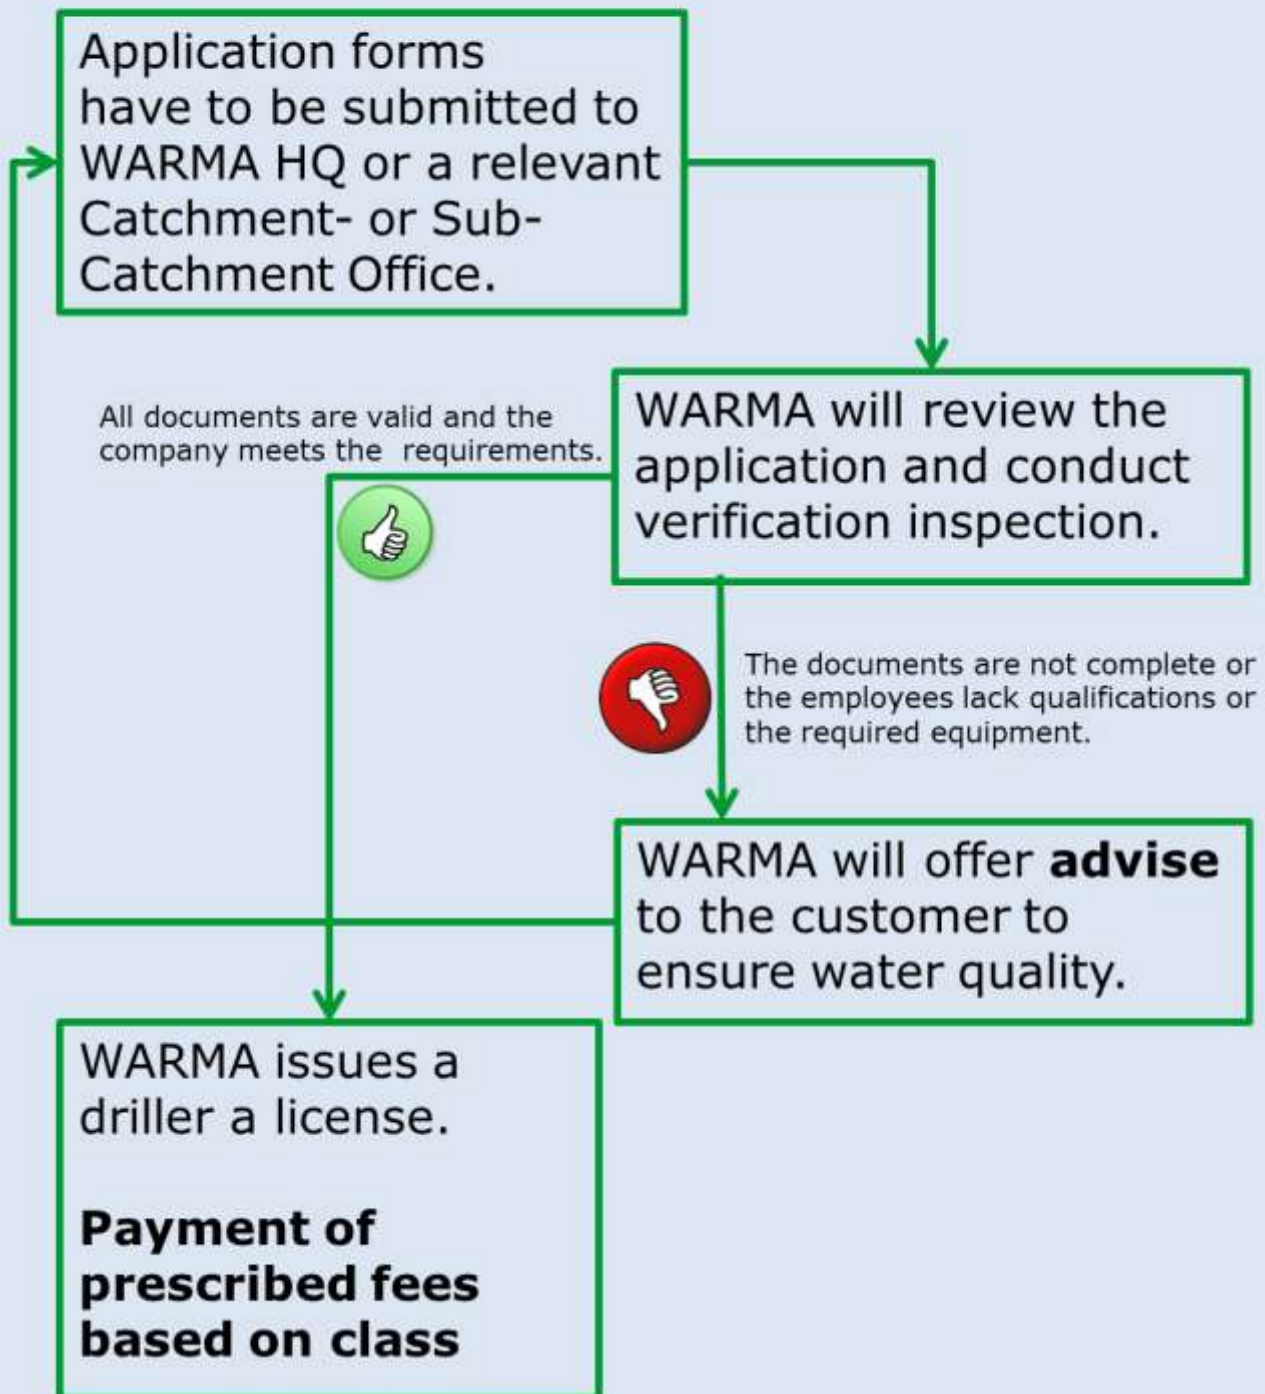 Application forms
have to be submitted to
WARMA HQ or a relevant
Catchment- or Sub-
Catchment Office.
All documents are valid and the
company meets the requirements.
WARMA will review the
application and conduct
verification inspection.
The documents are not complete or
the employees lack qualifications or
the required equipment.
WARMA will offer advise
to the customer to
ensure water quality.
WARMA issues a
driller a license.
Payment of
prescribed fees
based on class